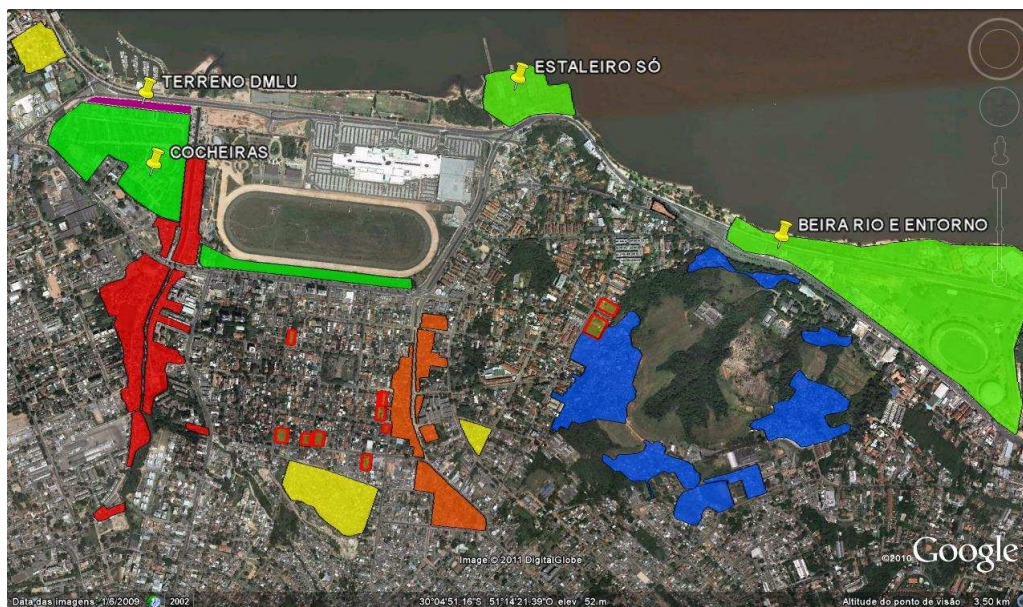 TERRENO DMLU
ESTALEIRO SÓ
COCHEIRAS
BEIRA RIO E ENTORNO
Image © 2011 DigitalGlobe
©2010 Google
Data das imagens: 1/6/2009 2002 30°04'51.16"S 51°14'21.39"O elev 52 m Altitude do ponto de visão 3.50 km